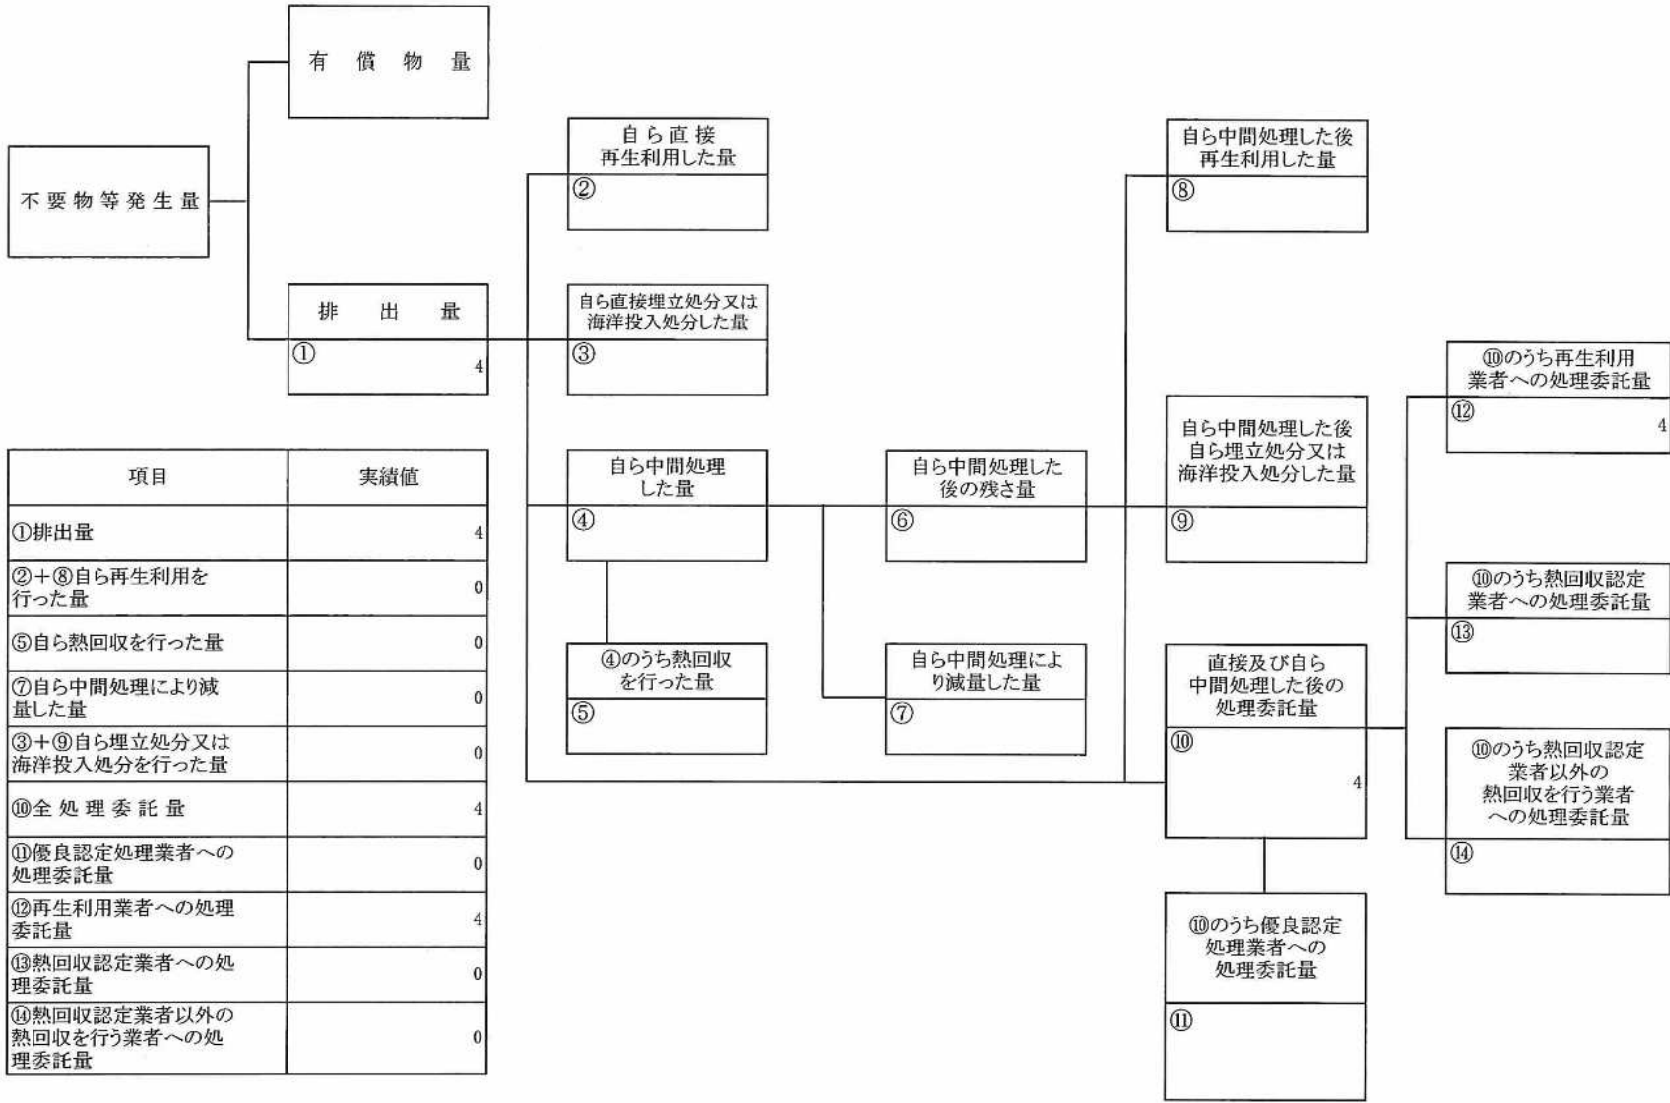 有償物量
不要物等発生量
排出量
①
4
自ら直接
再生利用した量
②
自ら直接埋立処分又は
海洋投入処分した量
③
自ら中間処理
した量
④
④のうち熱回収
を行った量
⑤
自ら中間処理した
後の残さ量
⑥
自ら中間処理によ
り減量した量
⑦
自ら中間処理した後
再生利用した量
⑧
自ら中間処理した後
自ら埋立処分又は
海洋投入処分した量
⑨
直接及び自ら
中間処理した後の
処理委託量
⑩
4
⑩のうち優良認定
処理業者への
処理委託量
⑪
⑩のうち再生利用
業者への処理委託量
⑫
4
⑩のうち熱回収認定
業者への処理委託量
⑬
⑩のうち熱回収認定
業者以外の
熱回収を行う業者
への処理委託量
⑭
項目 実績値
①排出量 4
②+⑧自ら再生利用を
行った量 0
⑤自ら熱回収を行った量 0
⑦自ら中間処理により減
量した量 0
③+⑨自ら埋立処分又は
海洋投入処分を行った量 0
⑩全処理委託量 4
⑪優良認定処理業者への
処理委託量 0
⑫再生利用業者への処理
委託量 4
⑬熱回収認定業者への処
理委託量 0
⑭熱回収認定業者以外の
熱回収を行う業者への処
理委託量 0